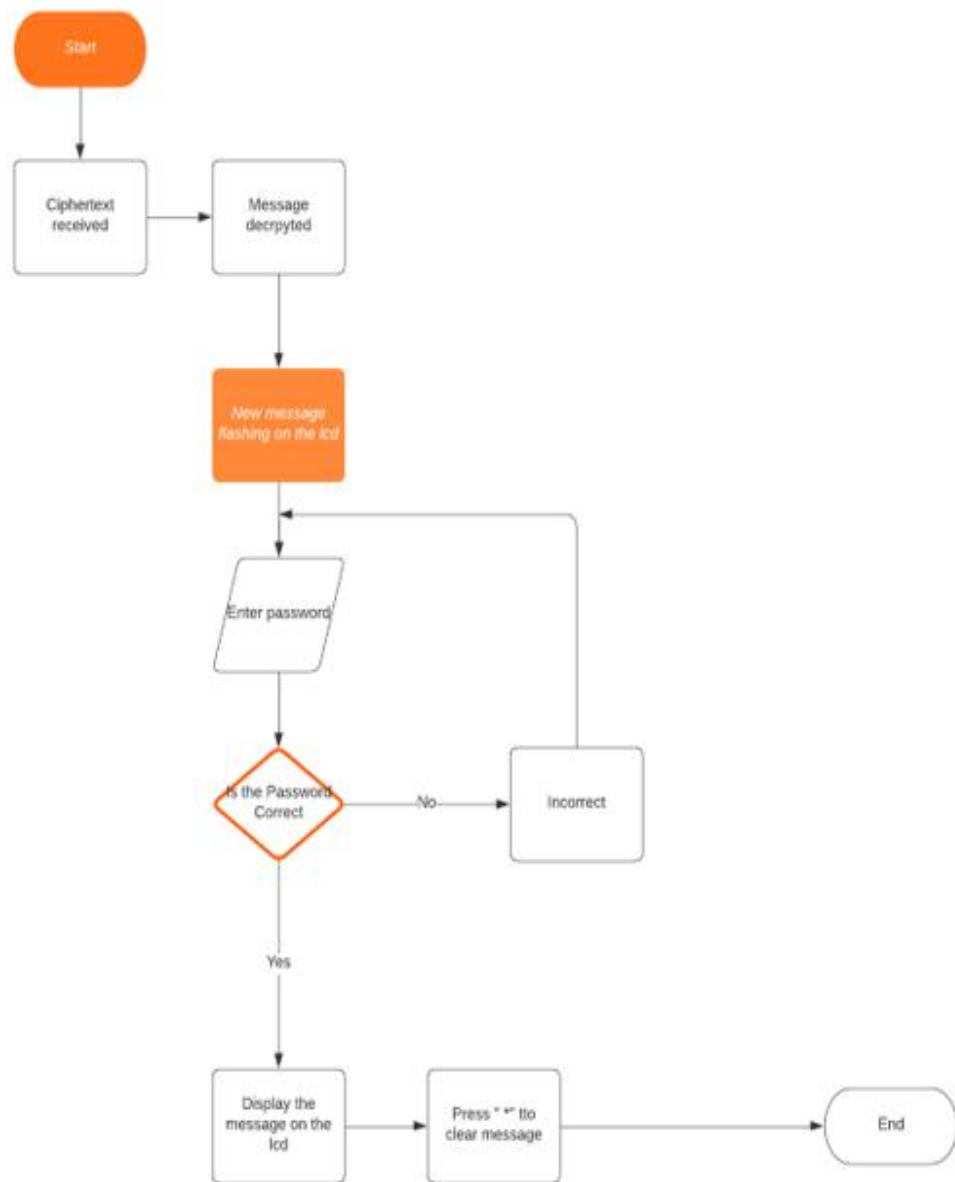 Start
Ciphertext
received
Message
decrpyted
New message
flashing on the lcd
Enter password
Is the Password
Correct
No
Incorrect
Yes
Display the
message on the
lcd
Press " *" tto
clear message
End